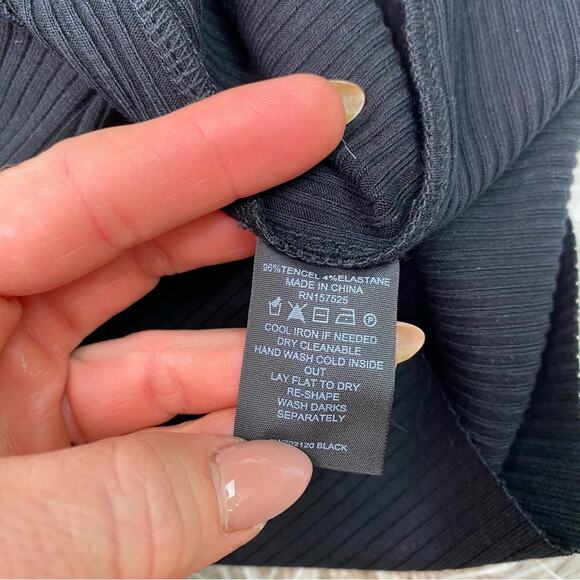 96%TENCEL 4%ELASTANE
MADE IN CHINA
RN157525
COOL IRON IF NEEDED
DRY CLEANABLE
HAND WASH COLD INSIDE
OUT
LAY FLAT TO DRY
RE-SHAPE
WASH DARKS
SEPARATELY
BLACK